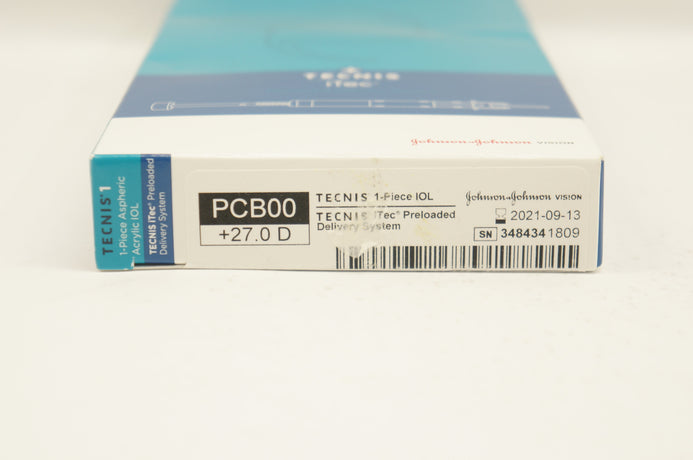 TECNIS
iTec®
Johnson & Johnson VISION
TECNIS® 1
1-Piece Aspheric
Acrylic IOL
TECNIS iTec® Preloaded
Delivery System
PCB00
+27.0 D
TECNIS 1-Piece IOL
TECNIS iTec® Preloaded
Delivery System
Johnson & Johnson VISION
2021-09-13
SN 3484341809